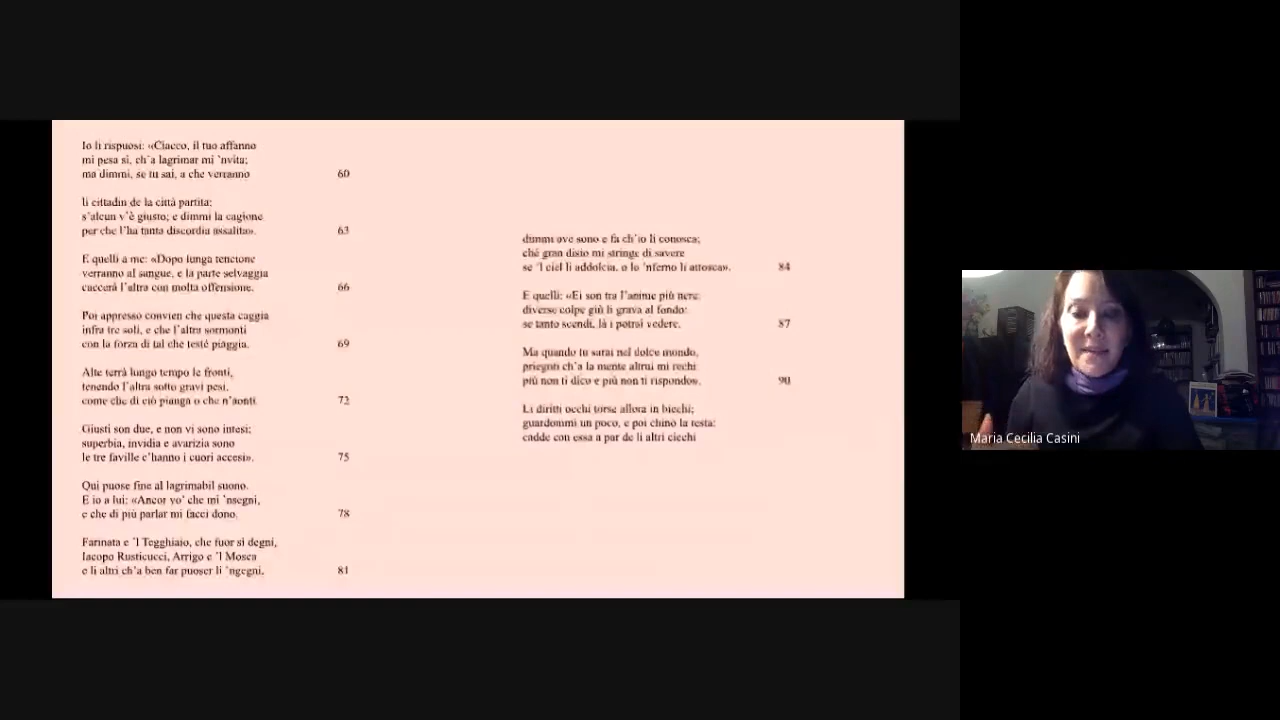 Io li rispuosi: «Ciacco, il tuo affanno
mi pesa sì, ch'a lagrimar mi 'nvita;
ma dimmi, se tu sai, a che verranno
60
li cittadin de la città partita;
s'alcun v'è giusto; e dimmi la cagione
per che l'ha tanta discordia assalita».
63
E quelli a me: «Dopo lunga tencione
verranno al sangue, e la parte selvaggia
caccerà l'altra con molta offensione.
66
Poi appresso convien che questa caggia
infra tre soli, e che l'altra sormonti
con la forza di tal che testé piaggia.
69
Alte terrà lungo tempo le fronti,
tenendo l'altra sotto gravi pesi,
come che di ciò pianga o che n'aonti.
72
Giusti son due, e non vi sono intesi;
superbia, invidia e avarizia sono
le tre faville c'hanno i cuori accesi».
75
Qui puose fine al lagrimabil suono.
E io a lui: «Ancor vo' che mi 'nsegni,
e che di più parlar mi facci dono.
78
Farinata e 'l Tegghiaio, che fuor sì degni,
Iacopo Rusticucci, Arrigo e 'l Mosca
e li altri ch'a ben far puoser li 'ngegni,
81
dimmi ove sono e fa ch'io li conosca;
ché gran disio mi stringe di savere
se 'l ciel li addolcia, o lo 'nferno li attosca».
84
E quelli: «Ei son tra l'anime più nere:
diverse colpe giù li grava al fondo:
se tanto scendi, là i potrai vedere.
87
Ma quando tu sarai nel dolce mondo,
priegoti ch'a la mente altrui mi rechi:
più non ti dico e più non ti rispondo».
90
Li diritti occhi torse allora in biechi;
guardommi un poco, e poi chinò la testa:
cadde con essa a par de li altri ciechi
Maria Cecilia Casini